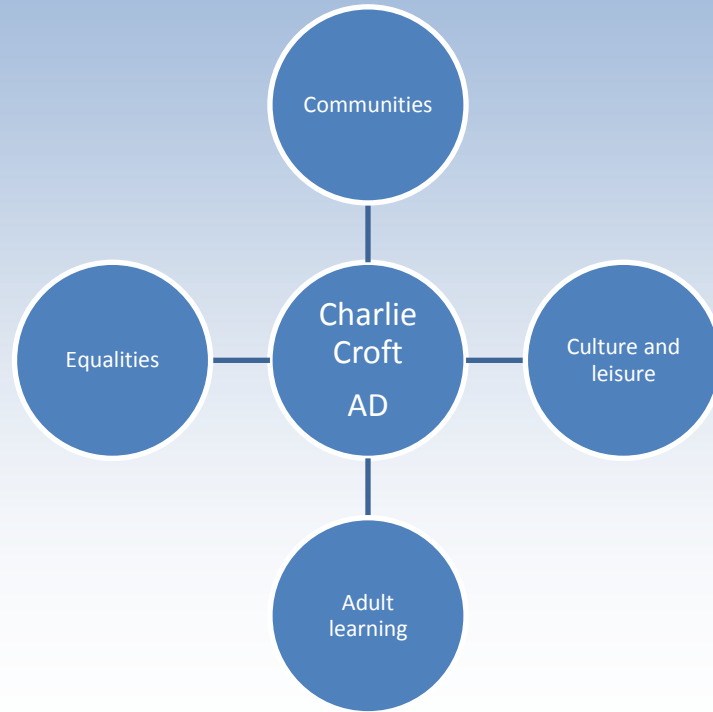 Communities
Equalities
Charlie
Croft
AD
Culture and
leisure
Adult
learning